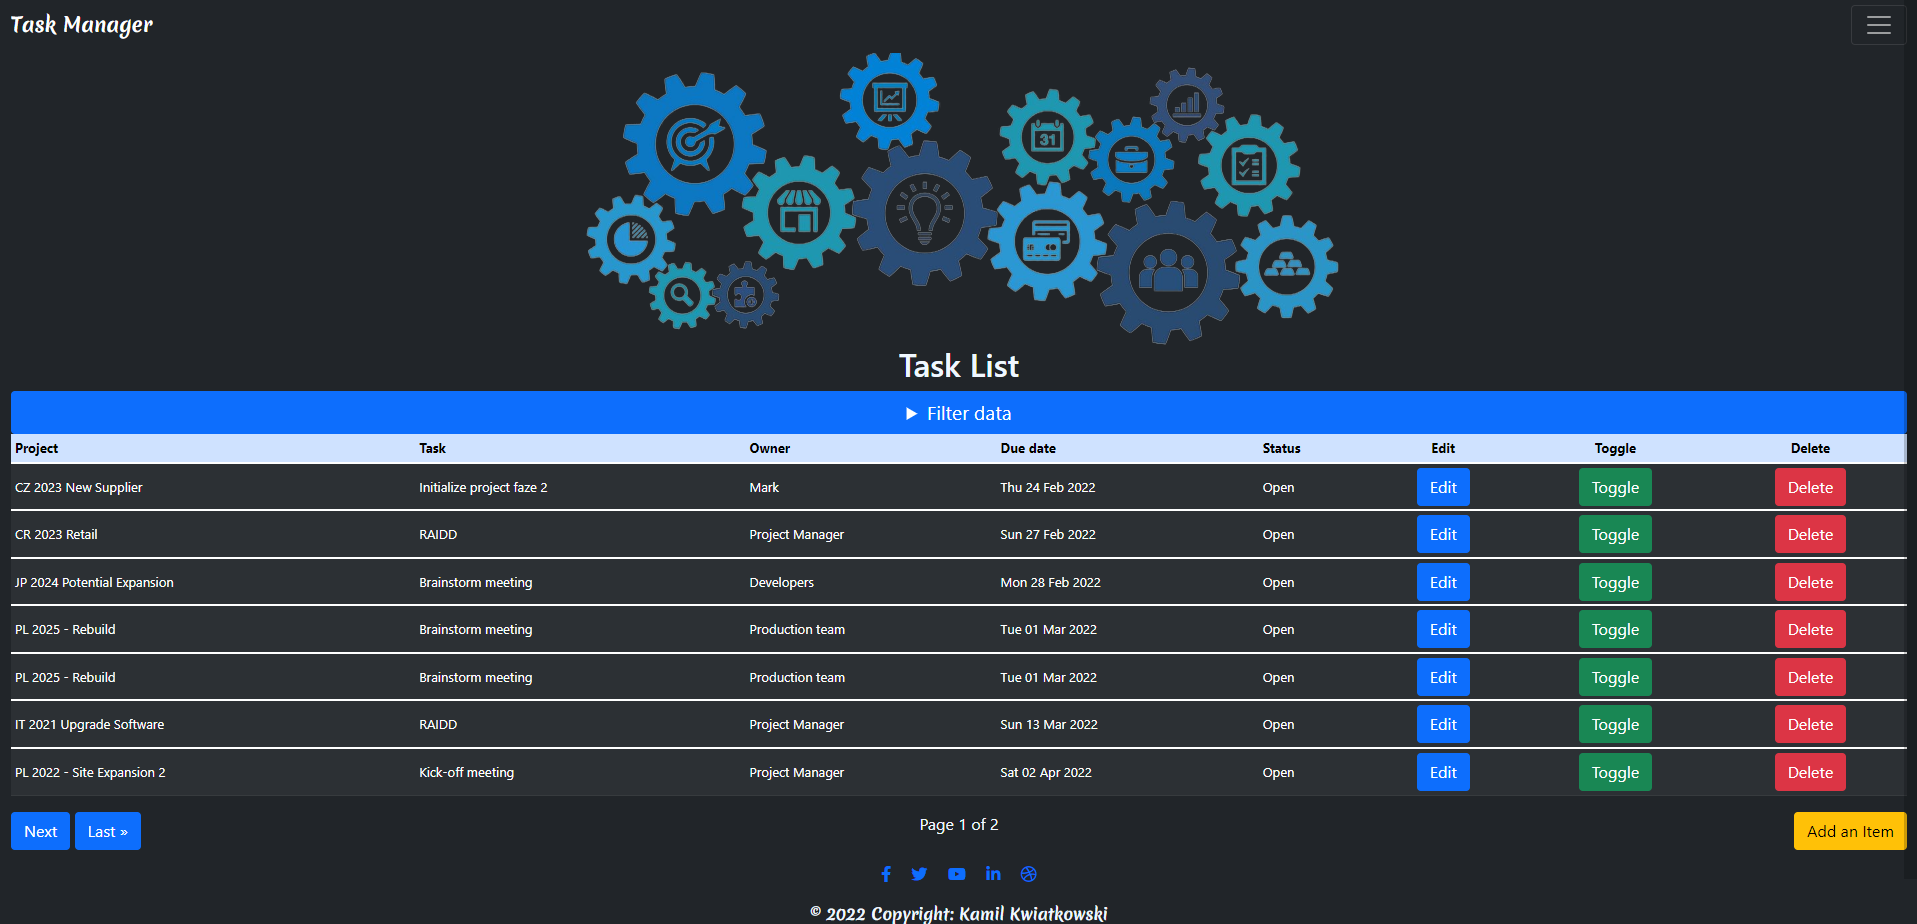 Task Manager
31
Task List
▶ Filter data
Project Task Owner Due date Status Edit Toggle Delete
CZ 2023 New Supplier Initialize project faze 2 Mark Thu 24 Feb 2022 Open Edit Toggle Delete
CR 2023 Retail RAIDD Project Manager Sun 27 Feb 2022 Open Edit Toggle Delete
JP 2024 Potential Expansion Brainstorm meeting Developers Mon 28 Feb 2022 Open Edit Toggle Delete
PL 2025 - Rebuild Brainstorm meeting Production team Tue 01 Mar 2022 Open Edit Toggle Delete
PL 2025 - Rebuild Brainstorm meeting Production team Tue 01 Mar 2022 Open Edit Toggle Delete
IT 2021 Upgrade Software RAIDD Project Manager Sun 13 Mar 2022 Open Edit Toggle Delete
PL 2022 - Site Expansion 2 Kick-off meeting Project Manager Sat 02 Apr 2022 Open Edit Toggle Delete
Next Last » Page 1 of 2 Add an Item
© 2022 Copyright: Kamil Kwiatkowski